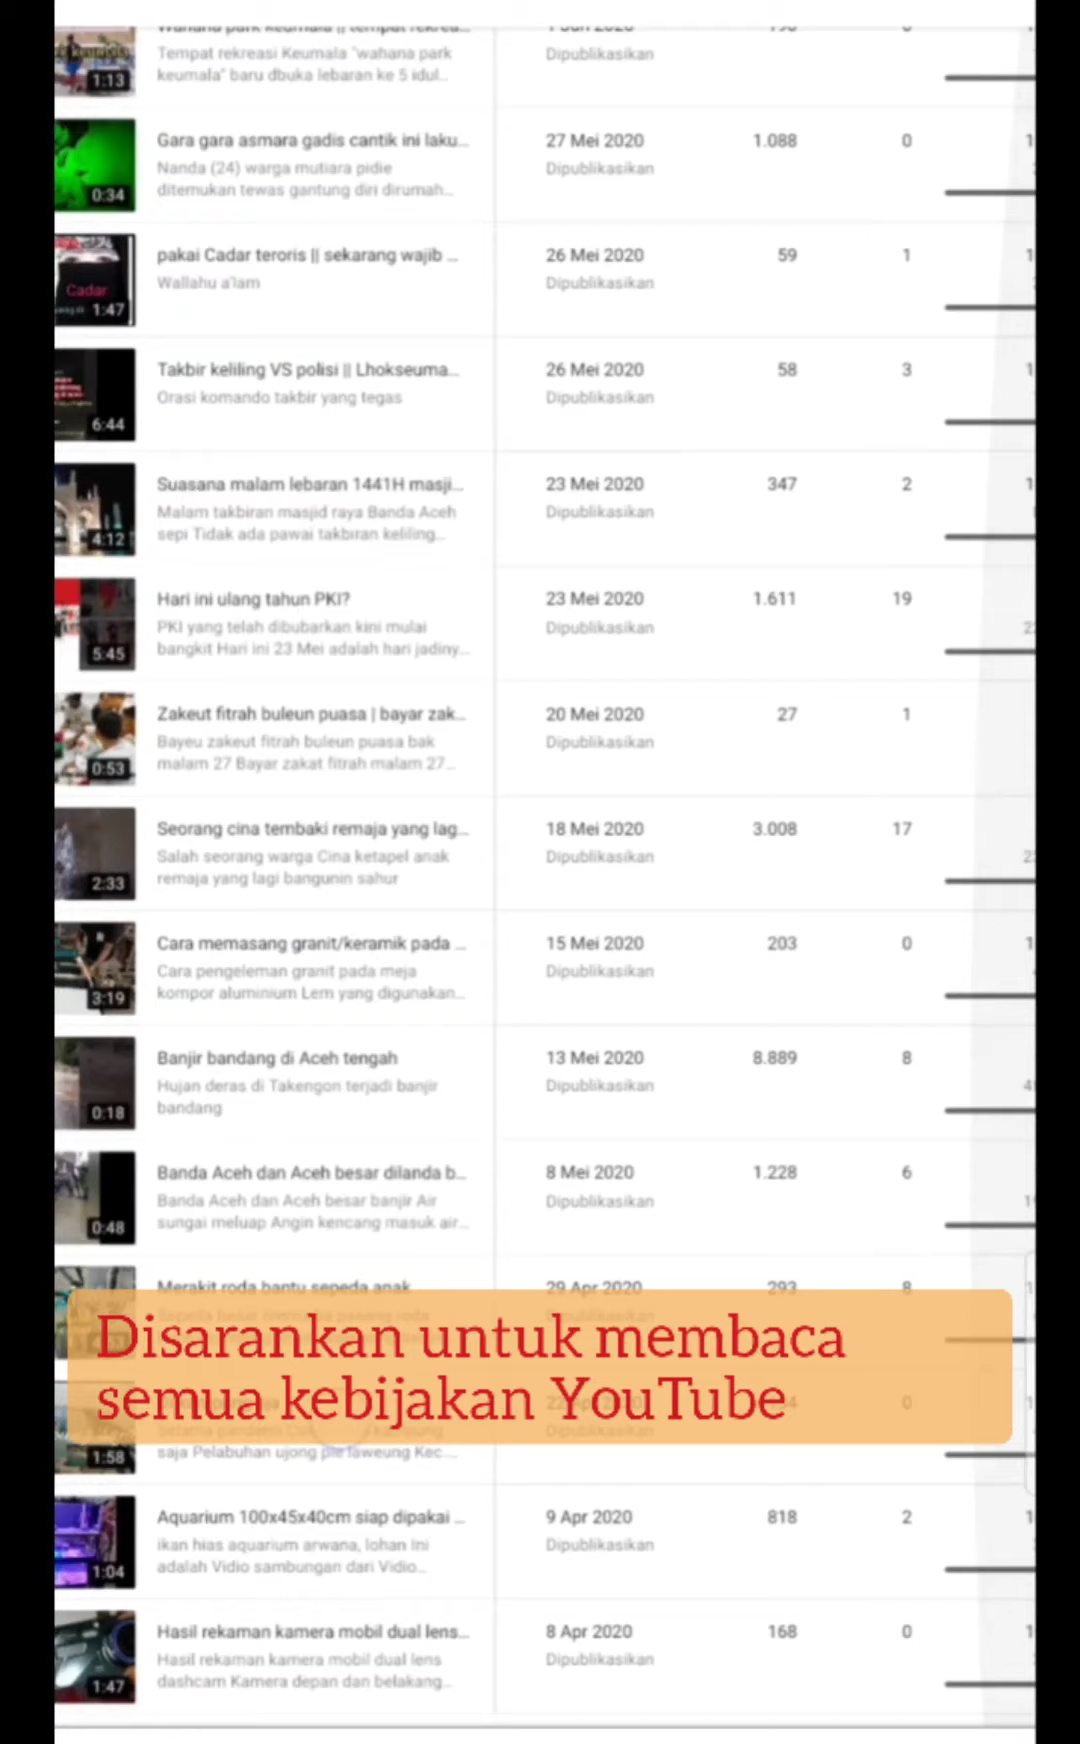 Wahana park keumala || tempat rekrea...
Tempat rekreasi Keumala "wahana park
keumala" baru dbuka lebaran ke 5 idul...
Dipublikasikan
1:13
Gara gara asmara gadis cantik ini laku...
27 Mei 2020
1.088
0
Nanda (24) warga mutiara pidie
ditemukan tewas gantung diri dirumah...
Dipublikasikan
0:34
pakai Cadar teroris || sekarang wajib ...
26 Mei 2020
59
1
Wallahu a'lam
Dipublikasikan
Cadar
1:47
Takbir keliling VS polisi || Lhokseuma...
26 Mei 2020
58
3
Orasi komando takbir yang tegas
Dipublikasikan
6:44
Suasana malam lebaran 1441H masji...
23 Mei 2020
347
2
Malam takbiran masjid raya Banda Aceh
sepi Tidak ada pawai takbiran keliling...
Dipublikasikan
4:12
Hari ini ulang tahun PKI?
23 Mei 2020
1.611
19
PKI yang telah dibubarkan kini mulai
bangkit Hari ini 23 Mei adalah hari jadiny...
Dipublikasikan
5:45
Zakeut fitrah buleun puasa | bayar zak...
20 Mei 2020
27
1
Bayeu zakeut fitrah buleun puasa bak
malam 27 Bayar zakat fitrah malam 27...
Dipublikasikan
0:53
Seorang cina tembaki remaja yang lag...
18 Mei 2020
3.008
17
Salah seorang warga Cina ketapel anak
remaja yang lagi bangunin sahur
Dipublikasikan
2:33
Cara memasang granit/keramik pada ...
15 Mei 2020
203
0
Cara pengeleman granit pada meja
kompor aluminium Lem yang digunakan...
Dipublikasikan
3:19
Banjir bandang di Aceh tengah
13 Mei 2020
8.889
8
Hujan deras di Takengon terjadi banjir
bandang
Dipublikasikan
0:18
Banda Aceh dan Aceh besar dilanda b...
8 Mei 2020
1.228
6
Banda Aceh dan Aceh besar banjir Air
sungai meluap Angin kencang masuk air...
Dipublikasikan
0:48
Merakit roda bantu sepeda anak
29 Apr 2020
293
8
Disarankan untuk membaca
semua kebijakan YouTube
saja Pelabuhan ujong pie laweung Kec....
1:58
Aquarium 100x45x40cm siap dipakai ...
9 Apr 2020
818
2
ikan hias aquarium arwana, lohan Ini
adalah Vidio sambungan dari Vidio...
Dipublikasikan
1:04
Hasil rekaman kamera mobil dual lens...
8 Apr 2020
168
0
Hasil rekaman kamera mobil dual lens
dashcam Kamera depan dan belakang...
Dipublikasikan
1:47